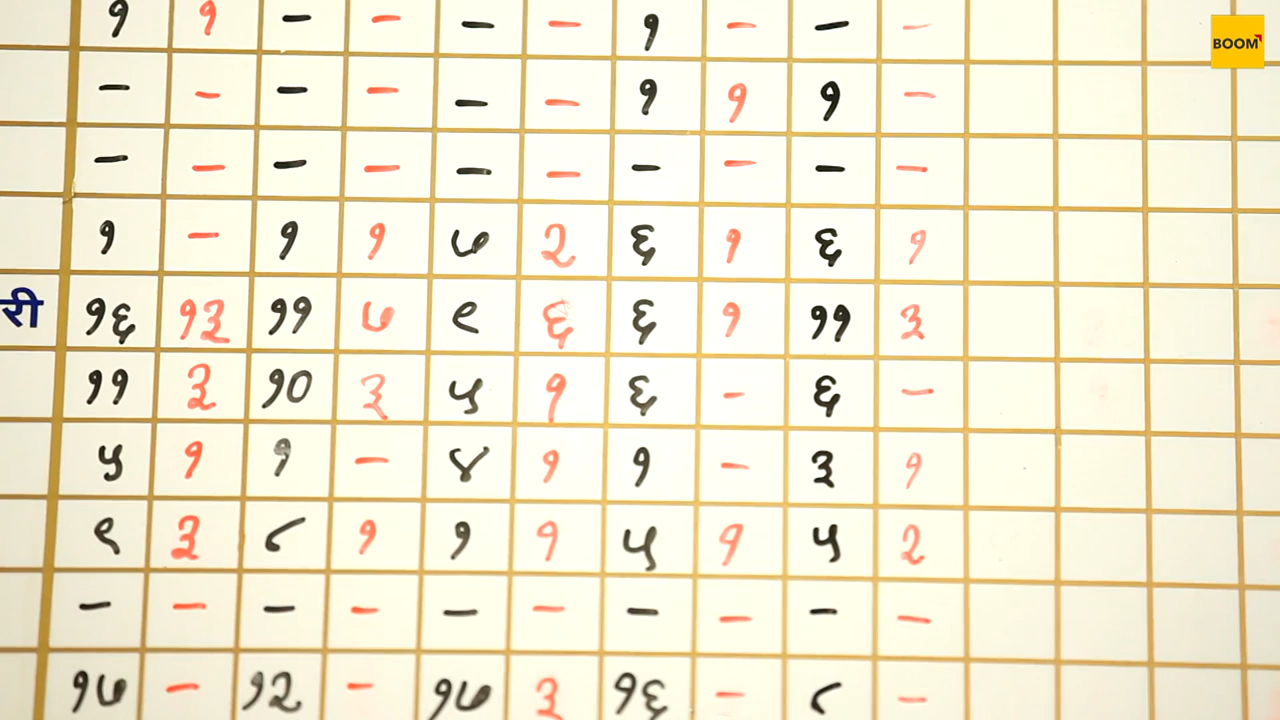 BOOM
१ १ - - - - १ - - -
- - - - - - १ १ १ -
- - - - - - - - - -
१ - १ १ ७ २ ६ १ ६ १
री १६ १३ ११ ७ ९ ६ ६ १ ११ ३
११ ३ १० ३ ५ १ ६ - ६ -
५ १ १ - ४ १ १ - ३ १
९ ३ ८ १ १ १ ५ १ ५ २
- - - - - - - - - -
१७ - १२ - १७ ३ १६ - ८ -